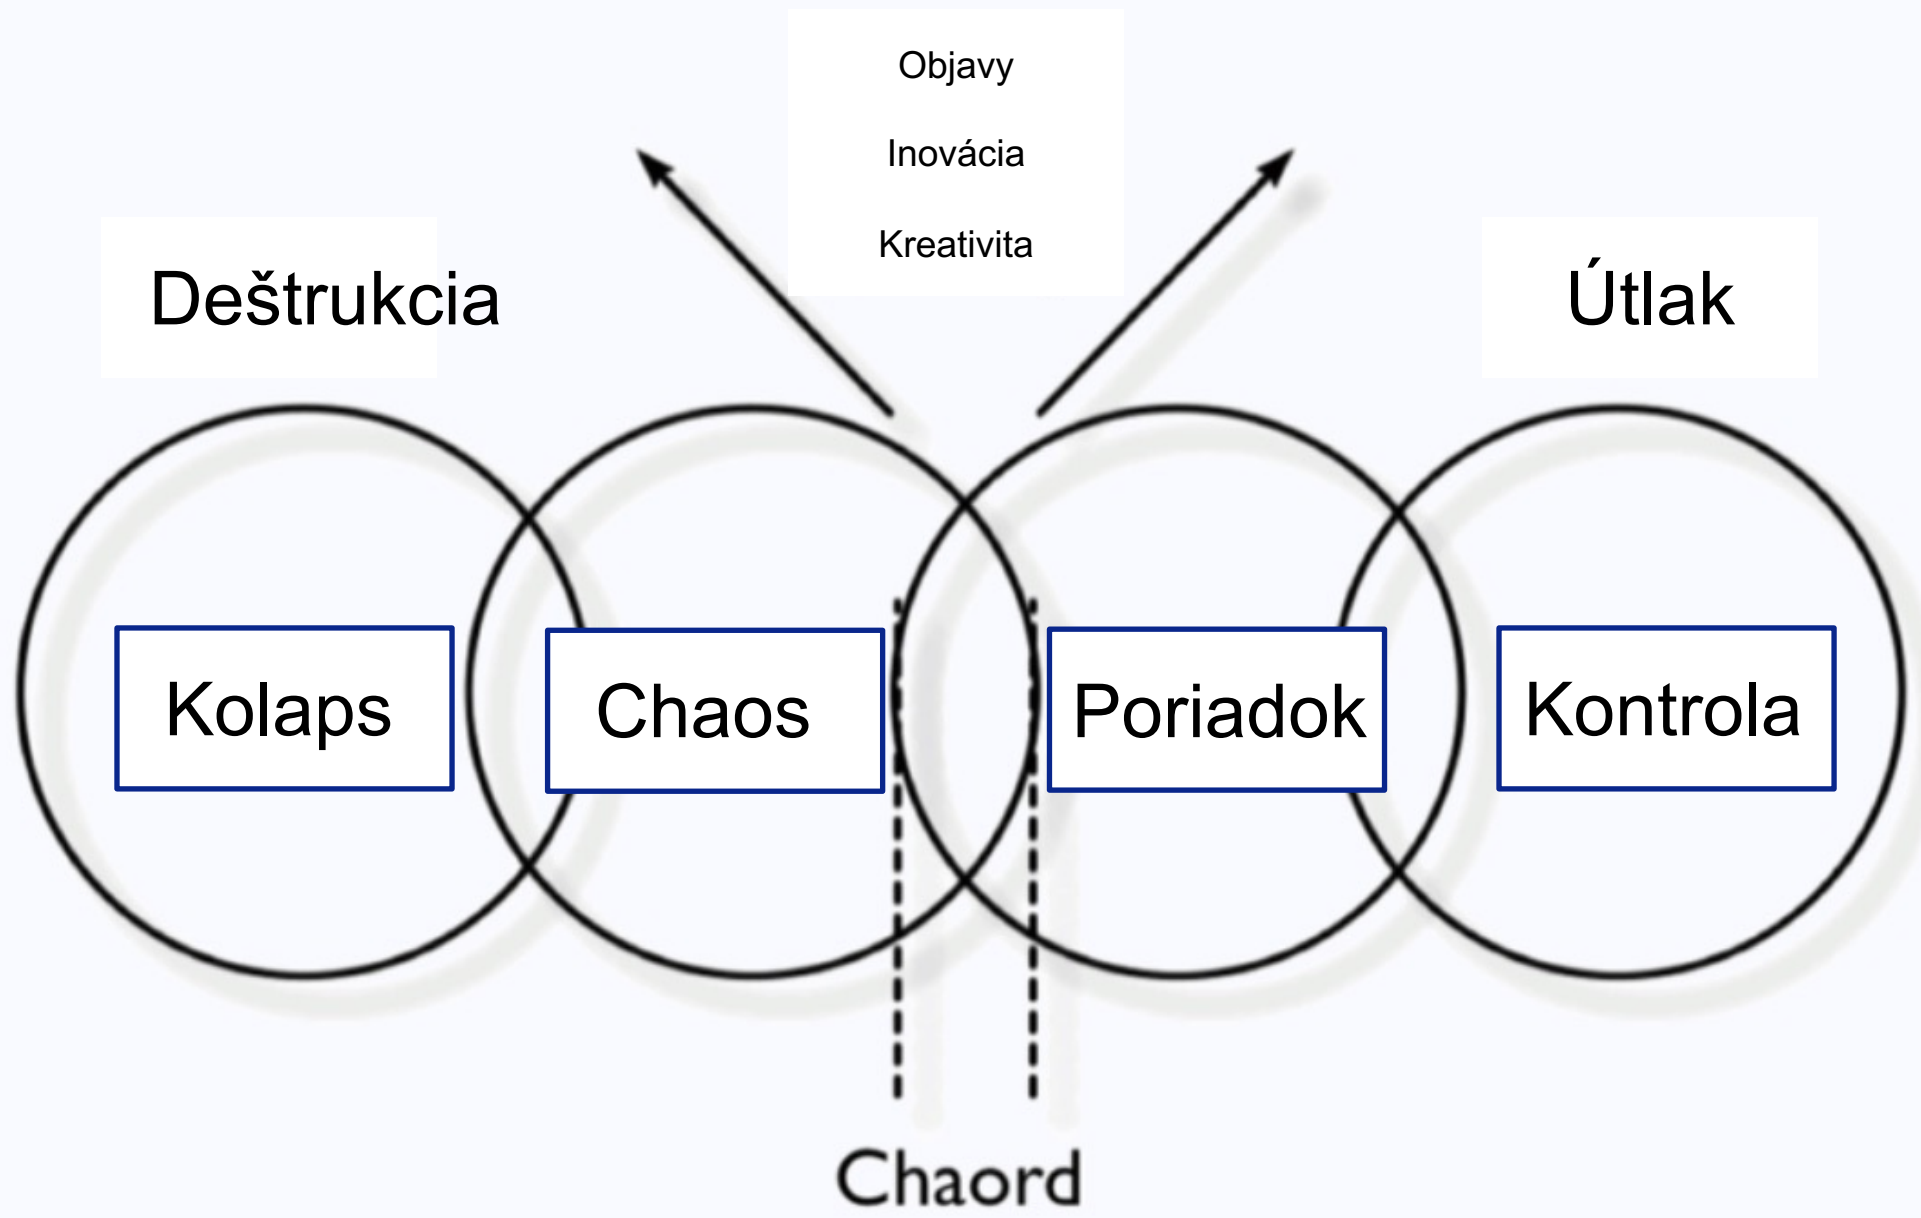 Objavy
Inovácia
Kreativita
Deštrukcia
Útlak
Kolaps
Chaos
Poriadok
Kontrola
Chaord